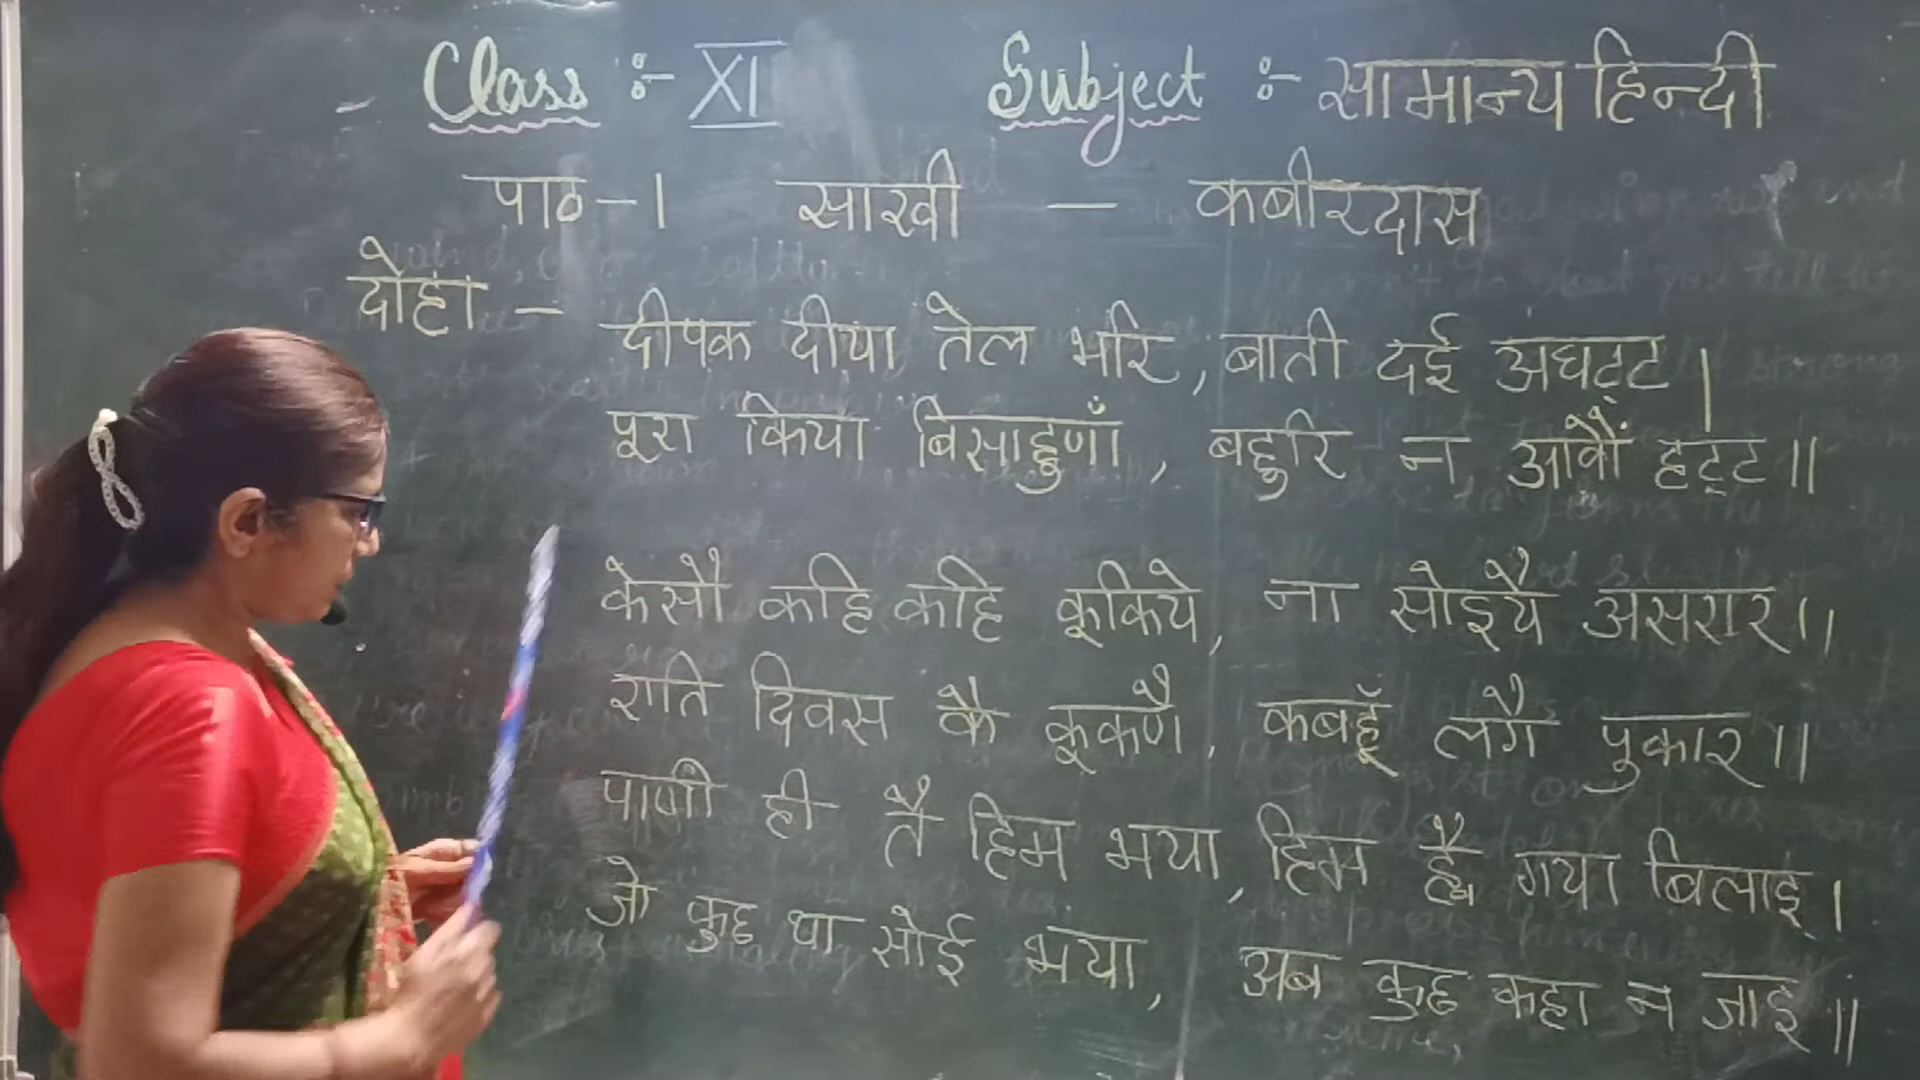 Class :- XI Subject :- सामान्य हिन्दी
पाठ-1 साखी - कबीरदास
दोहा -
दीपक दीया तेल भरि, बाती दई अघट्ट।
पूरा किया बिसाहुणाँ, बहुरि न आवौं हट्ट॥
केसौ कहि कहि कूकिये, ना सोइयै असरार।।
राति दिवस कै कूकणै, कबहूँ लगै पुकार॥
पाणी ही तै हिम भया, हिम ह्वै गया बिलाइ।
जो कुछ था सोई भया, अब कुछ कहा न जाइ॥